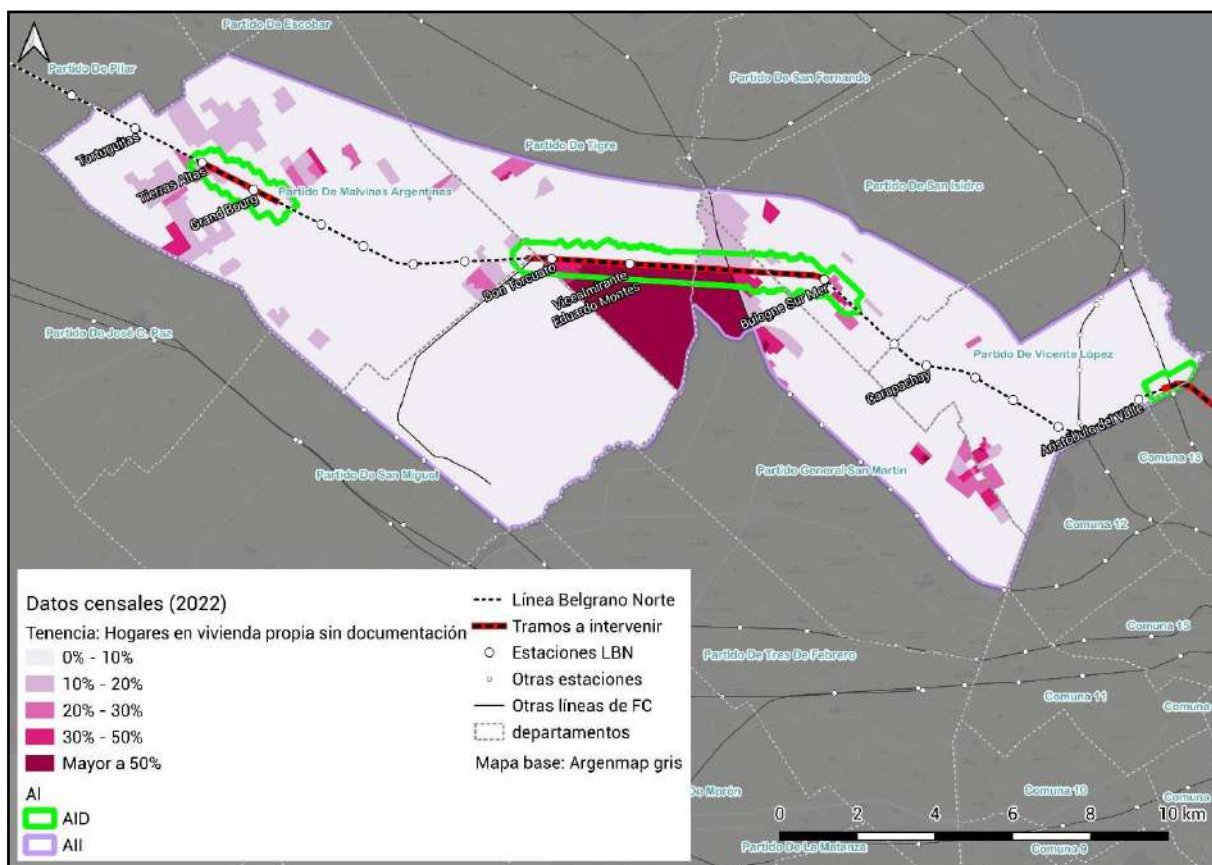 Partido De Escobar
Partido De Pilar
Partido De San Fernando
Tortuguitas
Partido De Tigre
Tierras Altas
Partido De Malvinas Argentinas
Partido De San Isidro
Grand Bourg
Don Torcuato
Vicealmirante
Eduardo Montes
Bulogne Sur Mer
Partido De José C. Paz
Partido De Vicente López
Carapachay
Aristóbulo del Valle
Partido De San Miguel
Partido General San Martín
Comuna 13
Comuna 12
Datos censales (2022)
Tenencia: Hogares en vivienda propia sin documentación
0% - 10%
10% - 20%
20% - 30%
30% - 50%
Mayor a 50%
AI
AID
AII
Línea Belgrano Norte
Tramos a intervenir
Estaciones LBN
Otras estaciones
Otras líneas de FC
departamentos
Mapa base: Argenmap gris
Comuna 15
Partido De Tres De Febrero
Comuna 11
Comuna
De Morón
Comuna 10
Comuna
0 2 4 6 8 10 km
Partido De La Matanza
Comuna 9